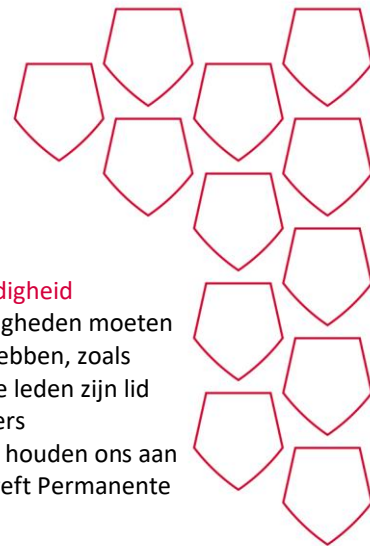 digheid
gheden moeten
ebben, zoals
e leden zijn lid
ers
houden ons aan
eft Permanente